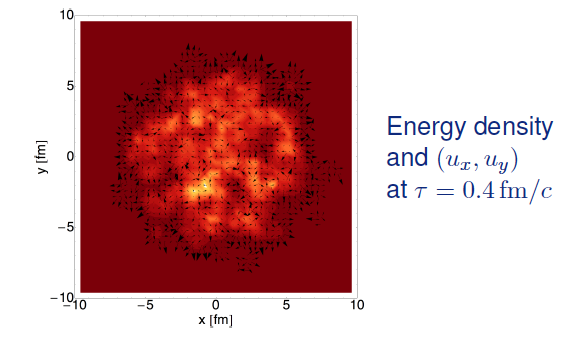 10
5
0
−5
−10
y [fm]
−10 −5 0 5 10
x [fm]
Energy density
and (uₓ, u_y)
at τ = 0.4 fm/c